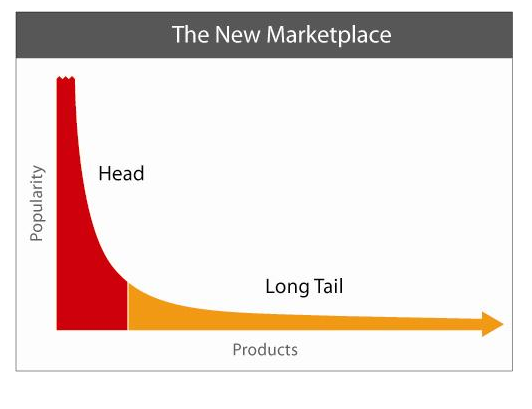 The New Marketplace
Head
Popularity
Long Tail
Products